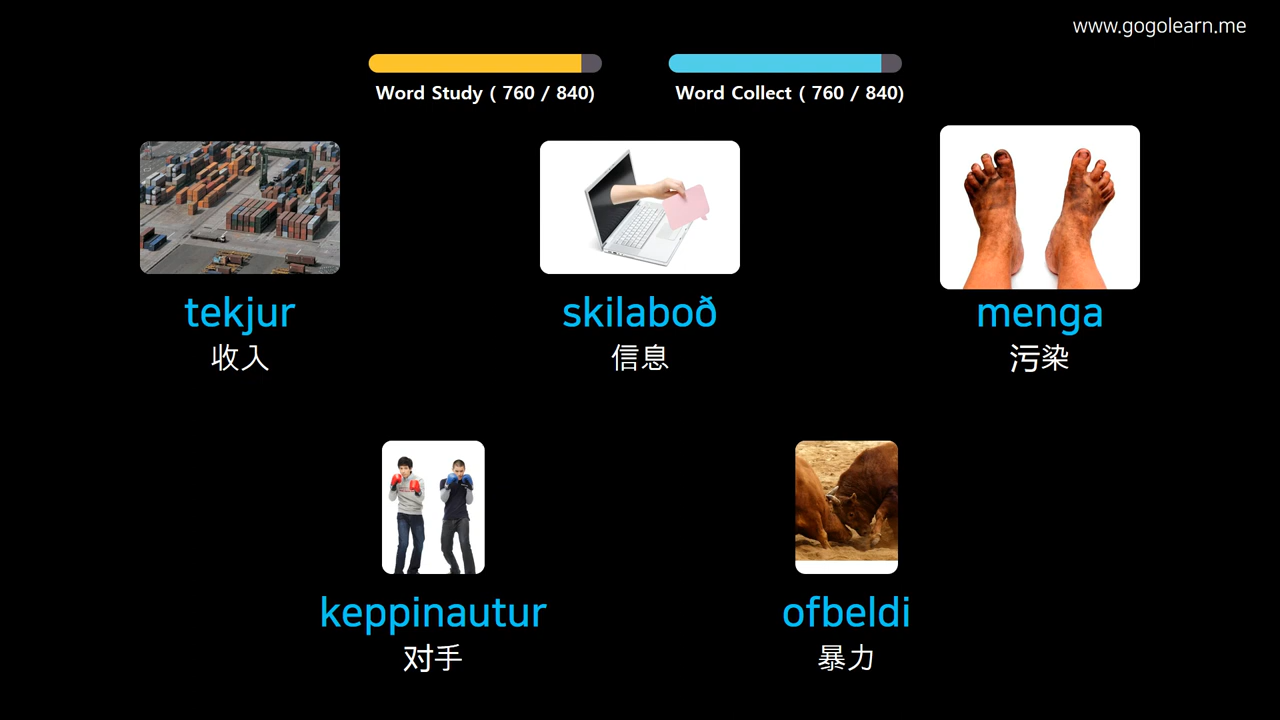 www.gogolearn.me
Word Study ( 760 / 840)
Word Collect ( 760 / 840)
tekjur
收入
skilaboð
信息
menga
污染
keppinautur
对手
ofbeldi
暴力